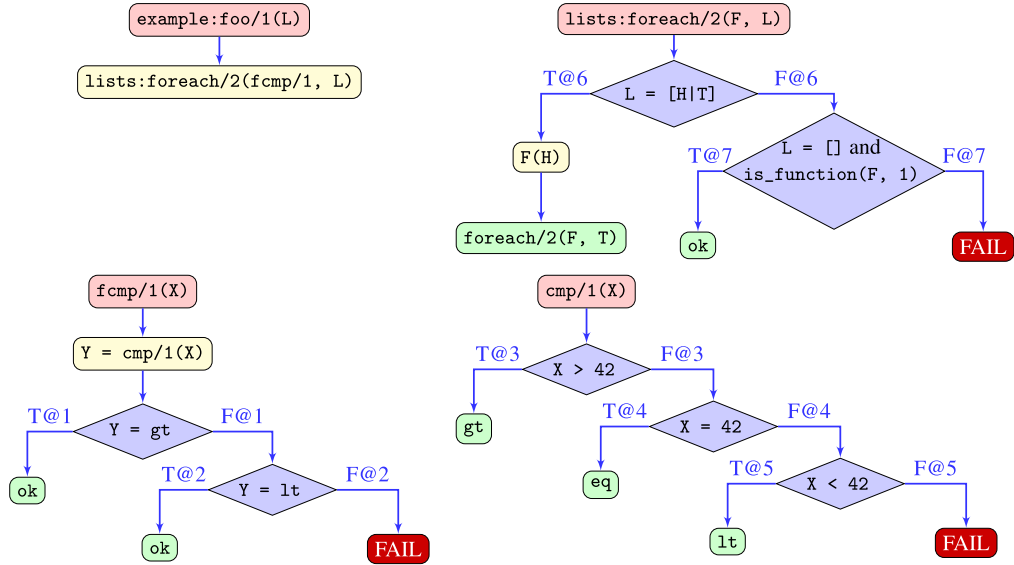 example:foo/1(L)
lists:foreach/2(fcmp/1, L)
lists:foreach/2(F, L)
T@6
L = [H|T]
F@6
F(H)
foreach/2(F, T)
T@7
L = [] and
is_function(F, 1)
F@7
ok
FAIL
fcmp/1(X)
Y = cmp/1(X)
T@1
Y = gt
F@1
ok
T@2
Y = lt
F@2
ok
FAIL
cmp/1(X)
T@3
X > 42
F@3
gt
T@4
X = 42
F@4
eq
T@5
X < 42
F@5
lt
FAIL